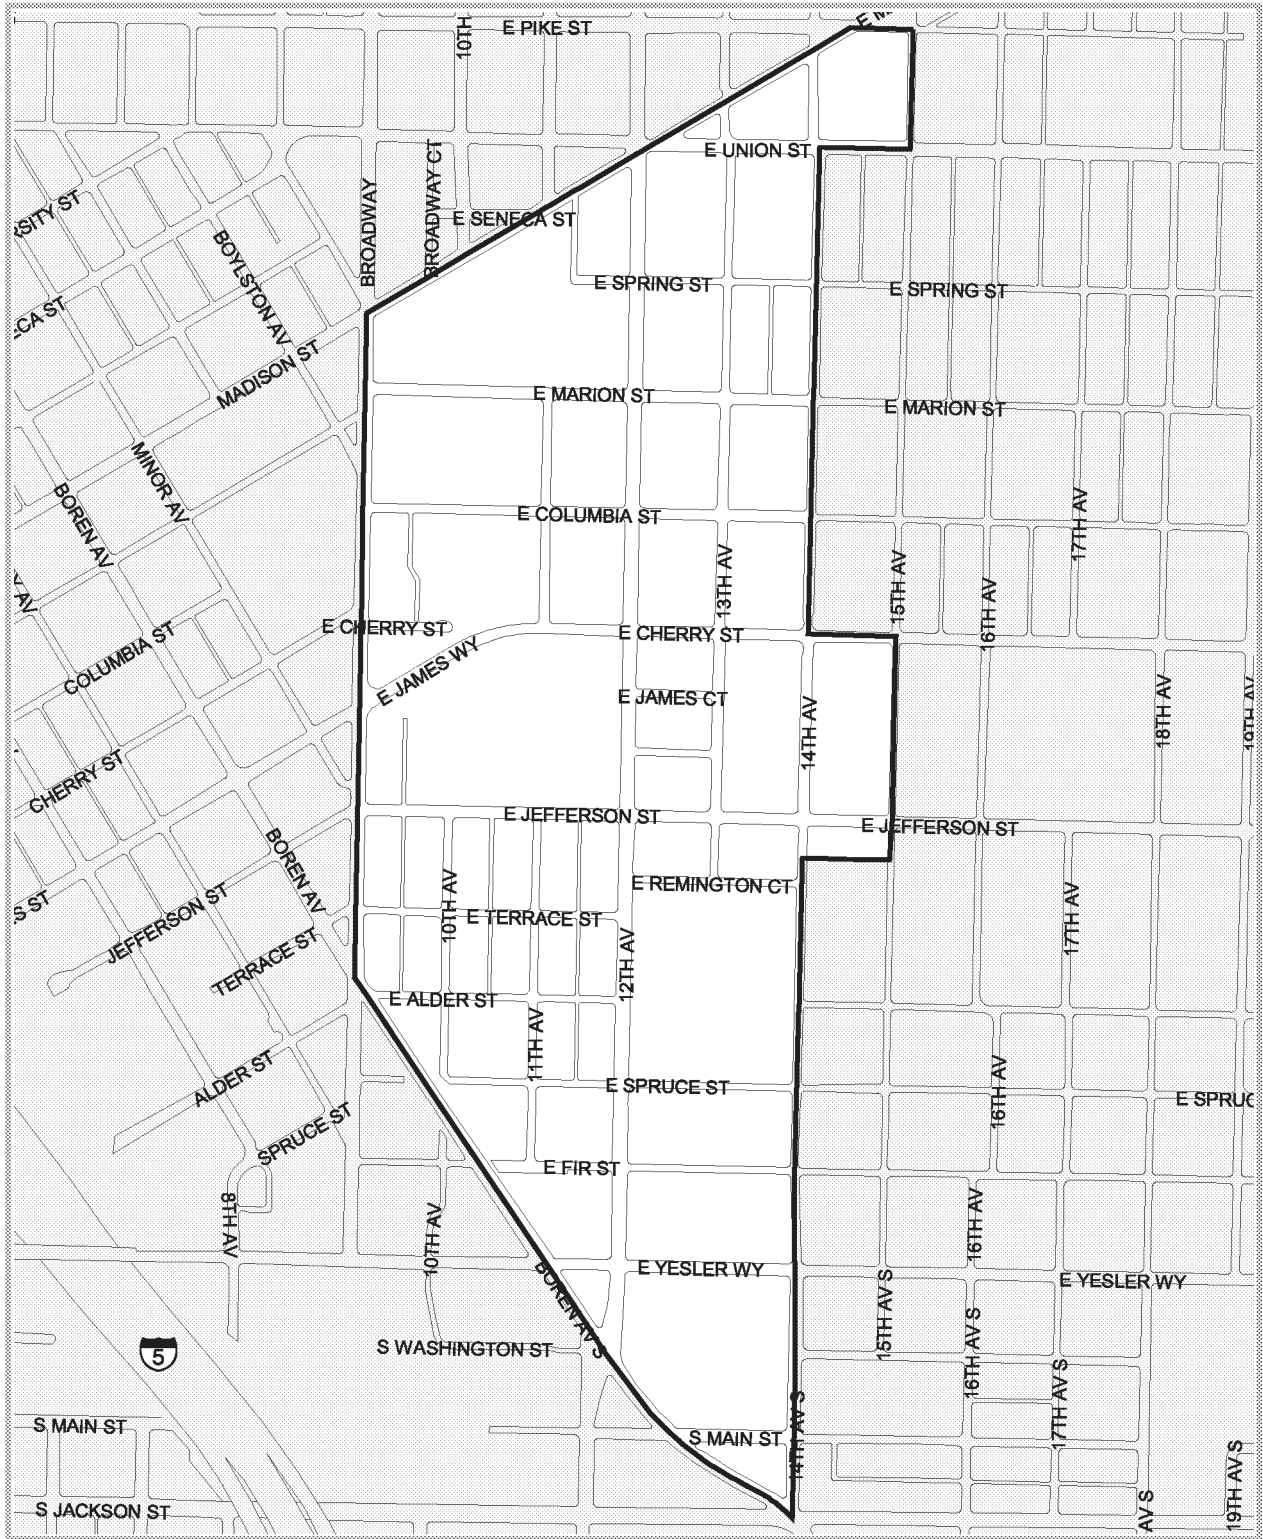 E PIKE ST
10TH
E UNION ST
BROADWAY
BROADWAY CT
E SENECA ST
BOYLSTON AV
E SPRING ST
E SPRING ST
MADISON ST
E MARION ST
E MARION ST
MINOR AV
BOREN AV
E COLUMBIA ST
17TH AV
13TH AV
15TH AV
16TH AV
COLUMBIA ST
E CHERRY ST
E CHERRY ST
E JAMES WY
E JAMES CT
14TH AV
18TH AV
19TH AV
CHERRY ST
E JEFFERSON ST
E JEFFERSON ST
BOREN AV
E REMINGTON CT
JEFFERSON ST
10TH AV
E TERRACE ST
17TH AV
12TH AV
TERRACE ST
E ALDER ST
11TH AV
ALDER ST
E SPRUCE ST
16TH AV
E SPRUC
SPRUCE ST
E FIR ST
8TH AV
10TH AV
16TH AV
E YESLER WY
E YESLER WY
BOREN AV S
15TH AV S
16TH AV S
5
S WASHINGTON ST
17TH AV S
14TH AV S
S MAIN ST
S MAIN ST
S JACKSON ST
AV S
19TH AV S